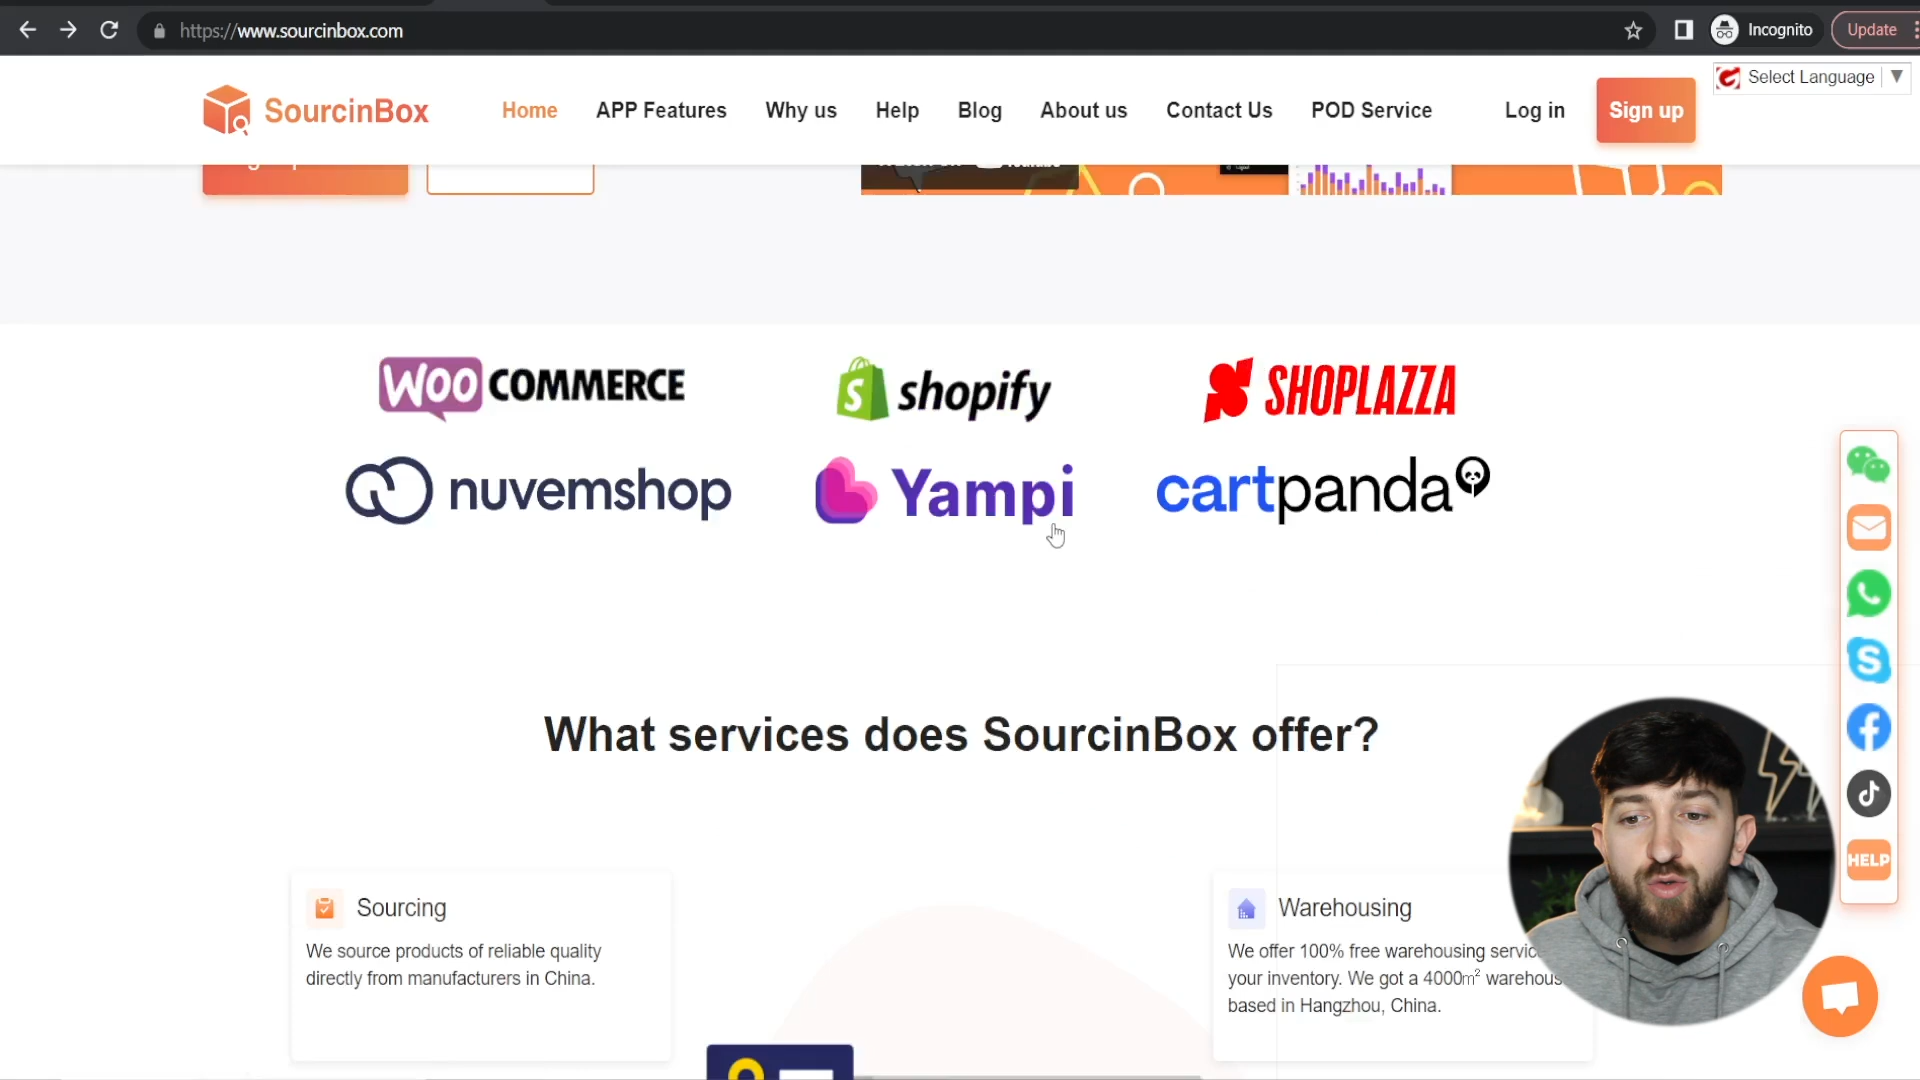 https://www.sourcinbox.com
Incognito
Update
Select Language
SourcinBox
Home
APP Features
Why us
Help
Blog
About us
Contact Us
POD Service
Log in
Sign up
WOO COMMERCE
shopify
SHOPLAZZA
nuvemshop
Yampi
cartpanda
What services does SourcinBox offer?
Sourcing
We source products of reliable quality
directly from manufacturers in China.
Warehousing
We offer 100% free warehousing
your inventory. We got a 4000m²
based in Hangzhou, China.
HELP